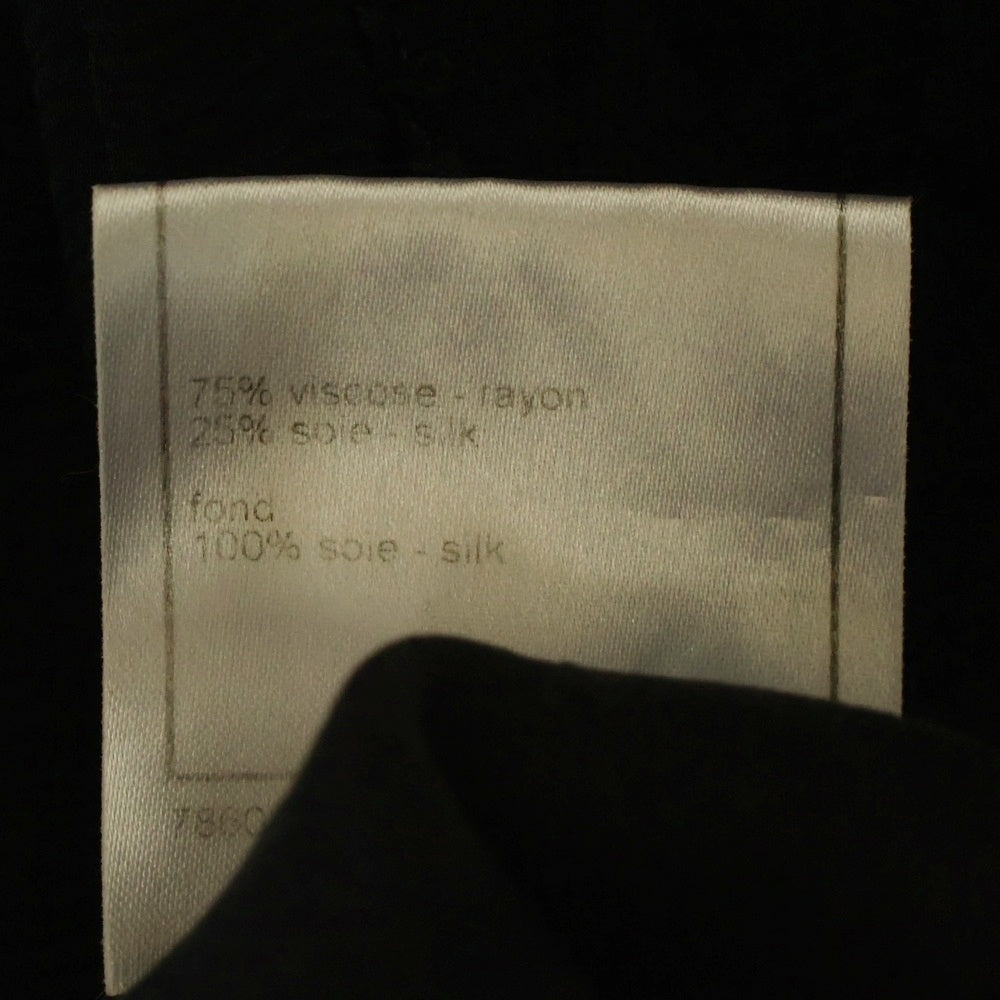 75% viscose - rayon
25% soie - silk
fond
100% soie - silk